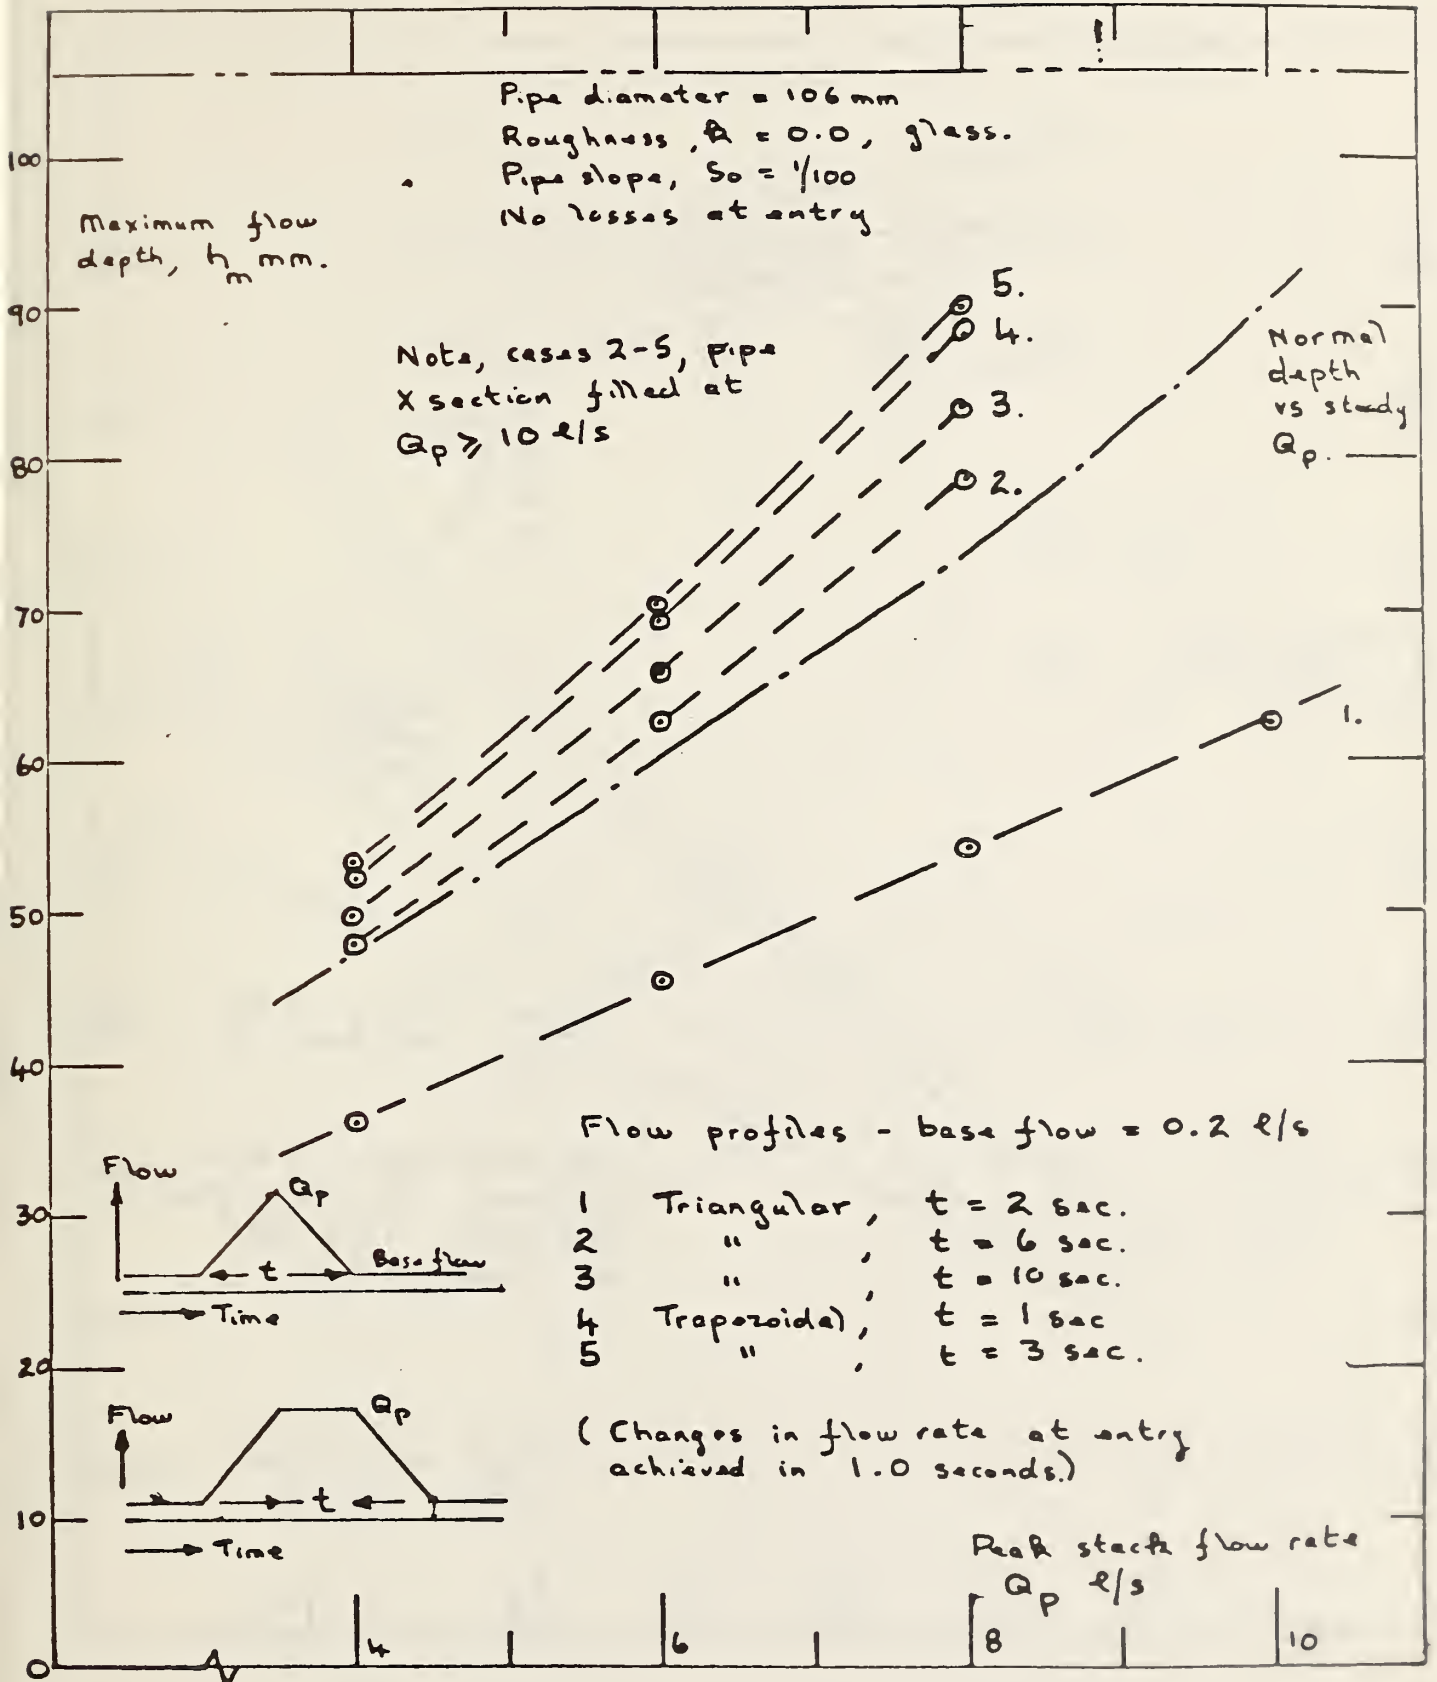 Pipe diameter = 106 mm
Roughness, k = 0.0, glass.
Pipe slope, So = 1/100
No losses at entry
100
Maximum flow
depth, hm mm.
90
5.
4.
Note, cases 2-5, pipe
X section filled at
Qp ≥ 10 l/s
Normal
depth
vs steady
Qp.
3.
80
2.
70
1.
60
50
40
Flow profiles - base flow = 0.2 l/s
Flow
Qp
30
t
Base flow
Time
1 Triangular, t = 2 sec.
2 " , t = 6 sec.
3 " , t = 10 sec.
4 Trapezoidal, t = 1 sec
5 " , t = 3 sec.
20
Flow
Qp
t
(Changes in flow rate at entry
achieved in 1.0 seconds.)
10
Time
Peak stack flow rate
Qp l/s
0
4
6
8
10